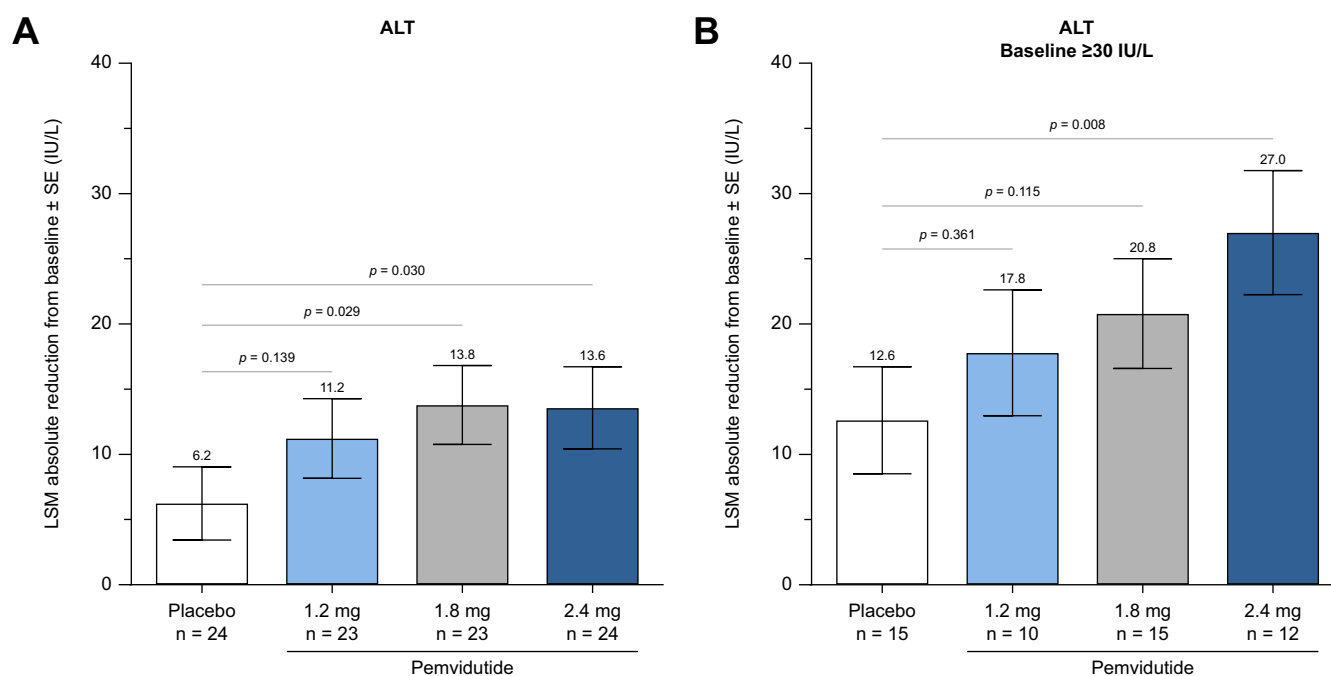 A
ALT
LSM absolute reduction from baseline ± SE (IU/L)
40
30
20
10
0
p = 0.030
p = 0.029
p = 0.139
6.2
11.2
13.8
13.6
Placebo
n = 24
1.2 mg
n = 23
1.8 mg
n = 23
2.4 mg
n = 24
Pemvidutide
B
ALT
Baseline ≥30 IU/L
LSM absolute reduction from baseline ± SE (IU/L)
40
30
20
10
0
p = 0.008
p = 0.115
p = 0.361
12.6
17.8
20.8
27.0
Placebo
n = 15
1.2 mg
n = 10
1.8 mg
n = 15
2.4 mg
n = 12
Pemvidutide